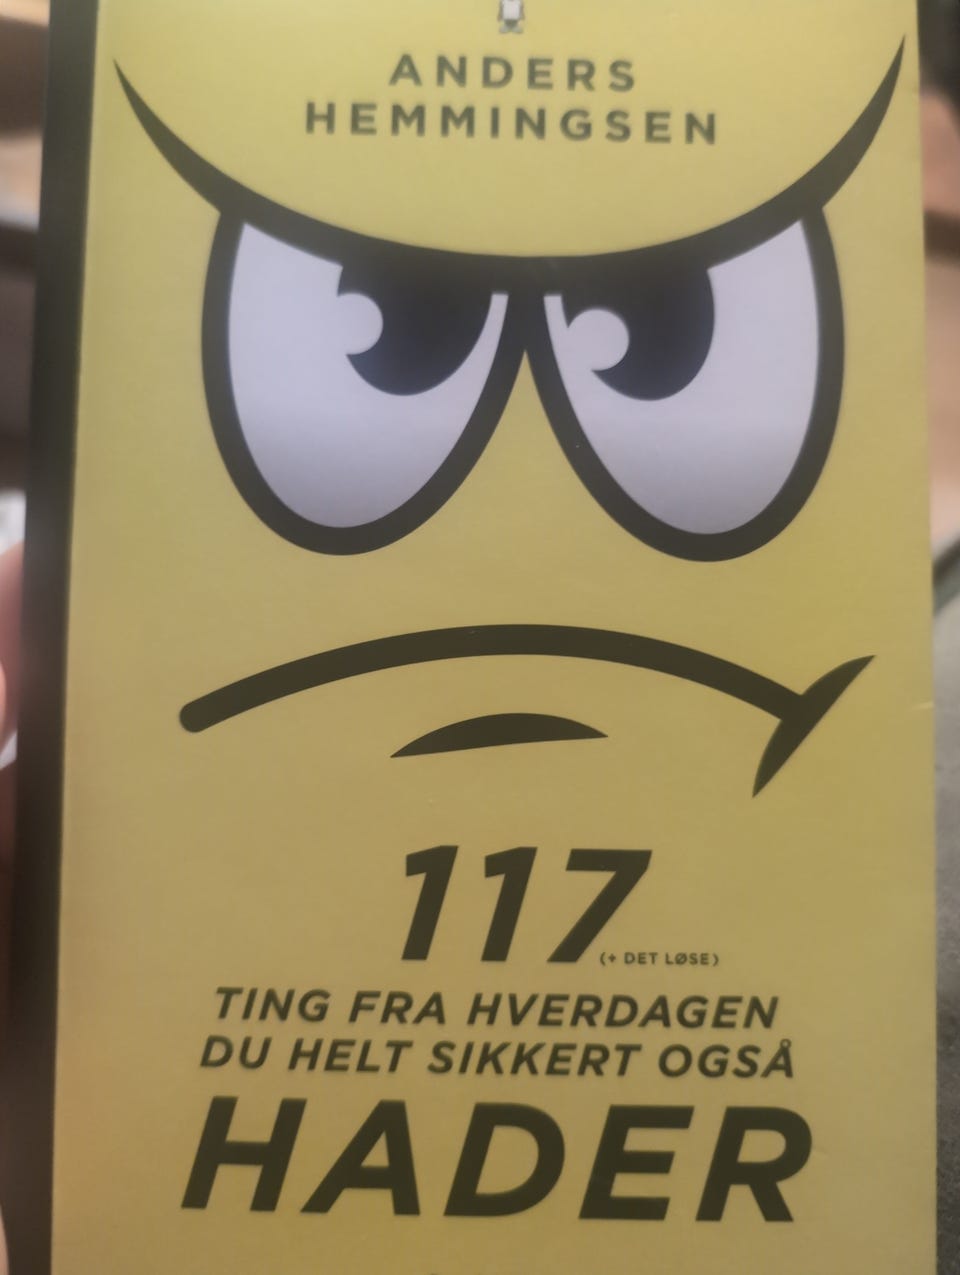 ANDERS
HEMMINGSEN
117 (+ DET LØSE)
TING FRA HVERDAGEN
DU HELT SIKKERT OGSÅ
HADER